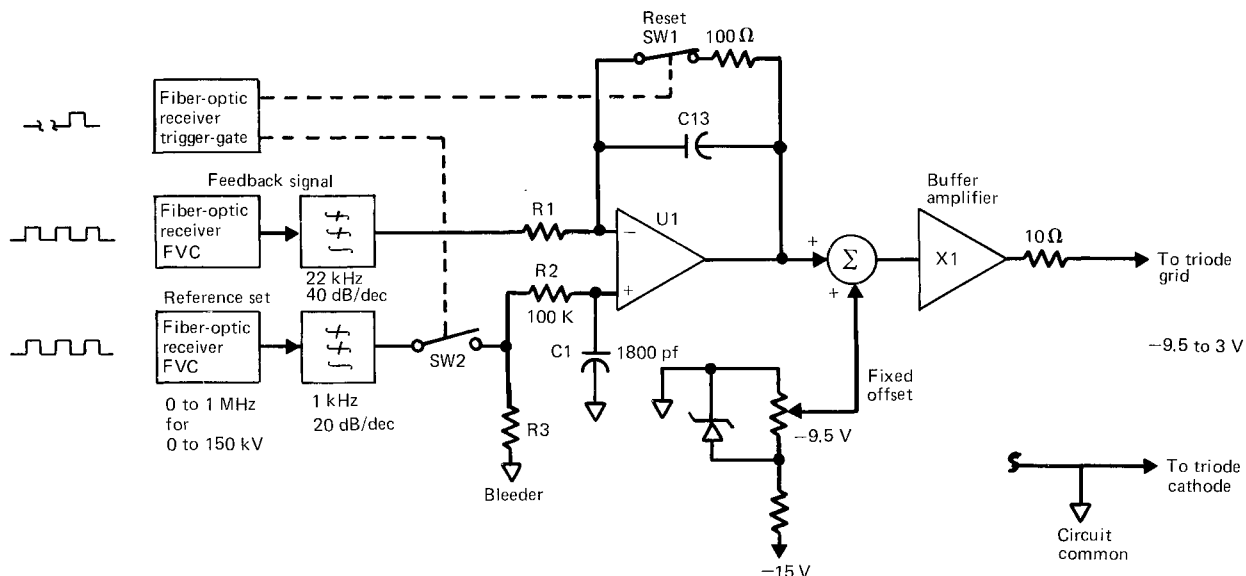 Reset
SW1
100 Ω
Fiber-optic
receiver
trigger-gate
C13
Feedback signal
Fiber-optic
receiver
FVC
22 kHz
40 dB/dec
R1
−
U1
+
R2
100 K
C1
1800 pf
Reference set
Fiber-optic
receiver
FVC
1 kHz
20 dB/dec
SW2
0 to 1 MHz
for
0 to 150 kV
R3
Bleeder
+
Σ
+
Buffer
amplifier
X1
10 Ω
To triode
grid
−9.5 to 3 V
Fixed
offset
−9.5 V
−15 V
To triode
cathode
Circuit
common